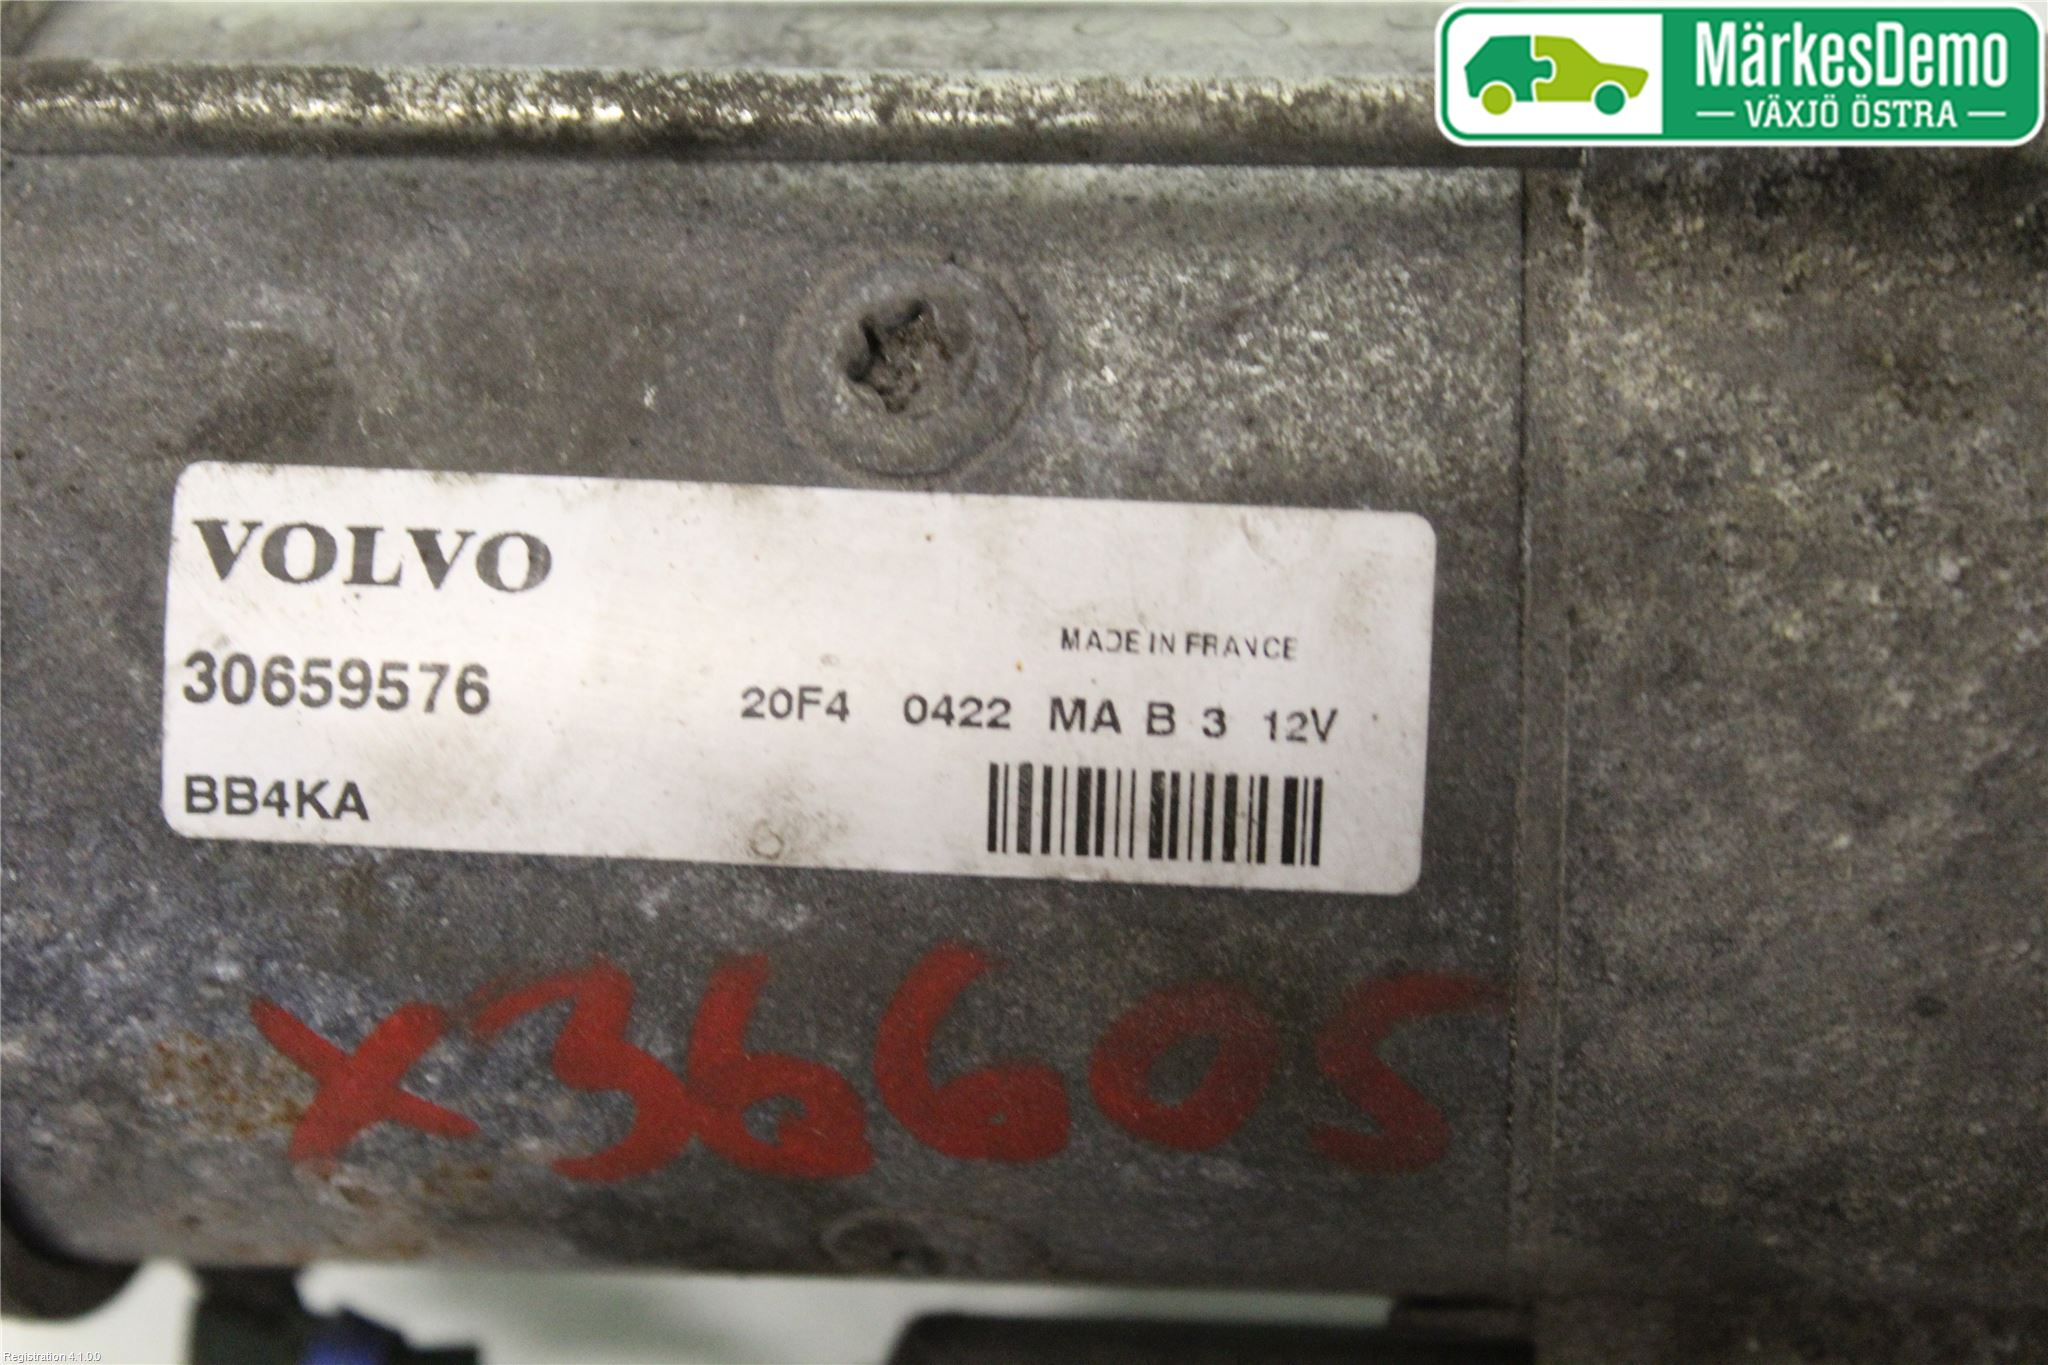 MärkesDemo
VÄXJÖ ÖSTRA
VOLVO
MADE IN FRANCE
30659576 20F4 0422 MA B 3 12V
BB4KA
X36605
Registration 4.1.0.0